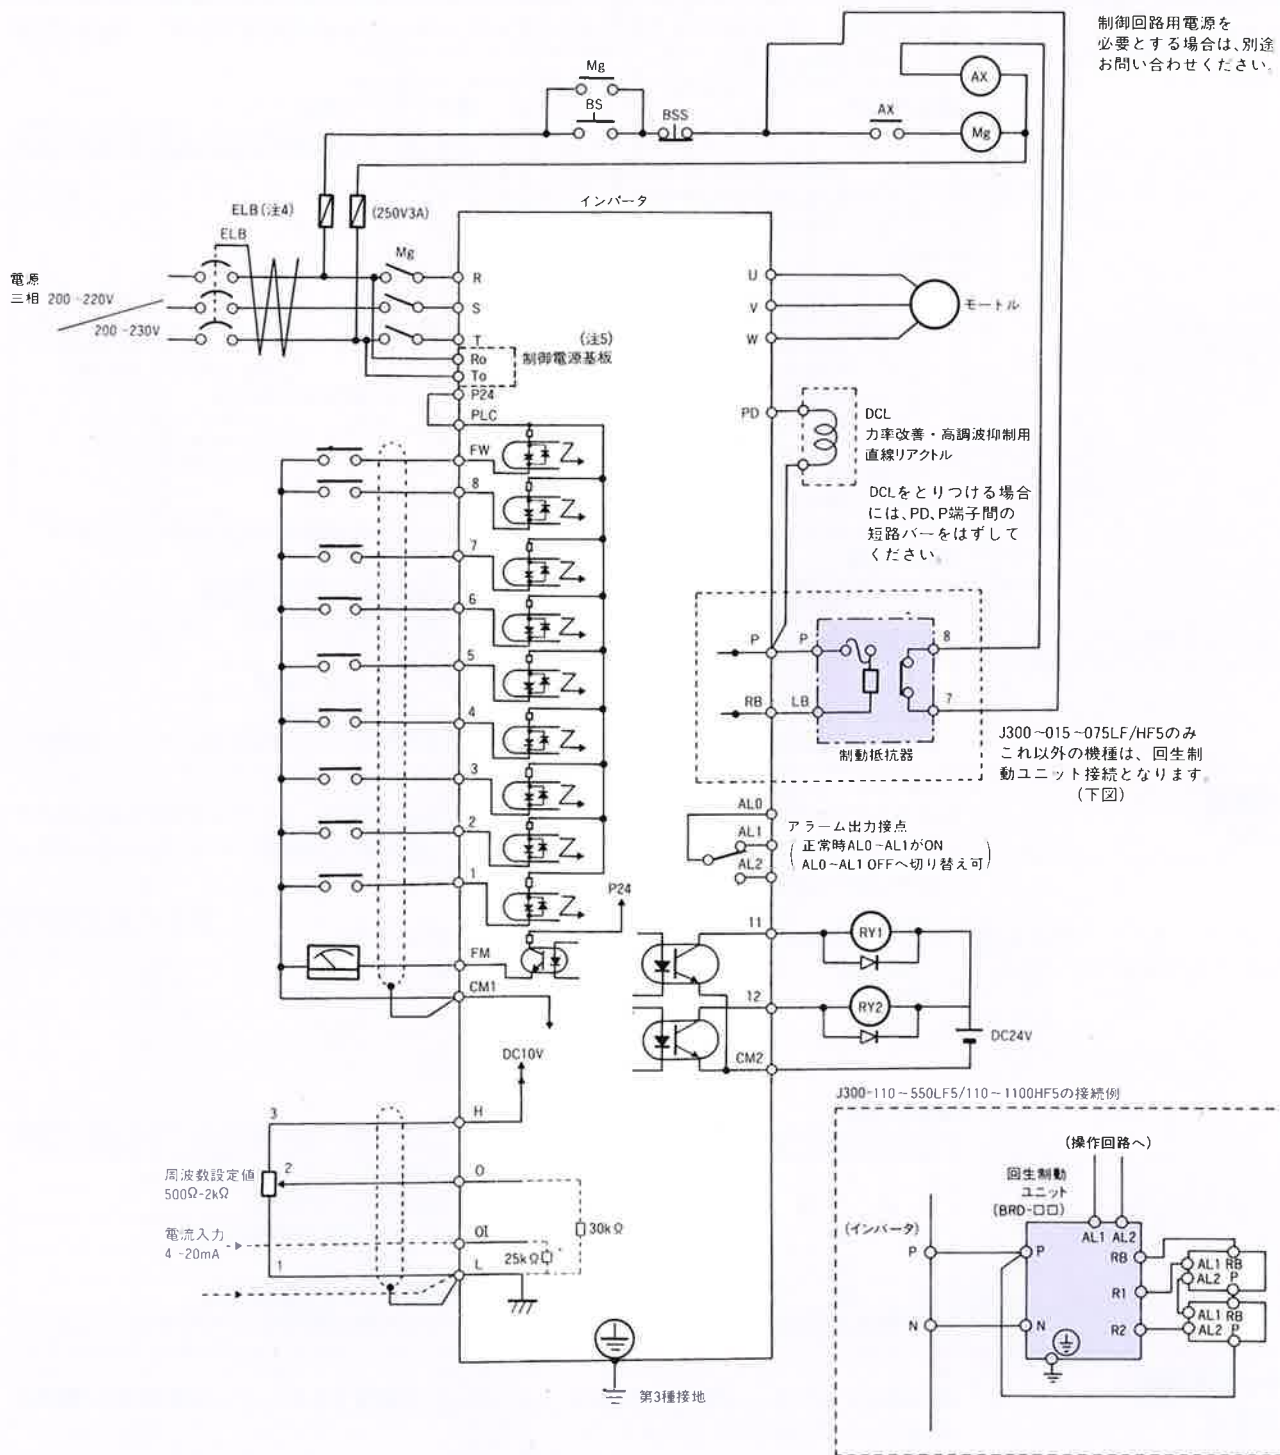 制御回路用電源を
必要とする場合は、別途
お問い合わせください。
Mg
BS
BSS
AX
AX
Mg
ELB(注4)
(250V3A)
インバータ
ELB
Mg
電源
三相 200~220V
200~230V
R
S
T
Ro
To
(注5)
制御電源基板
P24
PLC
FW
8
7
6
5
4
3
2
1
P24
FM
CM1
DC10V
H
O
OI
L
3
2
1
周波数設定値
500Ω-2kΩ
電流入力
4~20mA
30kΩ
25kΩ
第3種接地
U
V
W
モートル
PD
DCL
力率改善・高調波抑制用
直線リアクトル
DCLをとりつける場合
には、PD、P端子間の
短路バーをはずして
ください。
P
P
8
RB
LB
7
制動抵抗器
J300~015~075LF/HF5のみ
これ以外の機種は、回生制
動ユニット接続となります。
(下図)
AL0
AL1
AL2
アラーム出力接点
(正常時AL0~AL1がON
AL0~AL1 OFFへ切り替え可)
11
RY1
12
RY2
CM2
DC24V
J300-110~550LF5/110~1100HF5の接続例
(操作回路へ)
回生制動
ユニット
(BRD-□□)
(インバータ)
AL1 AL2
P
P
RB
AL1 RB
AL2 P
R1
AL1 RB
N
N
R2
AL2 P